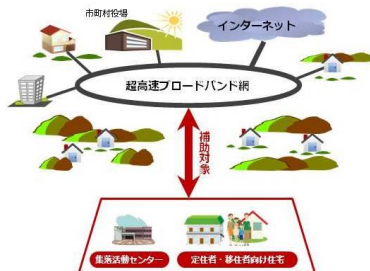 市町村役場
インターネット
超高速ブロードバンド網
補助対象
集落活動センター
定住者・移住者向け住宅